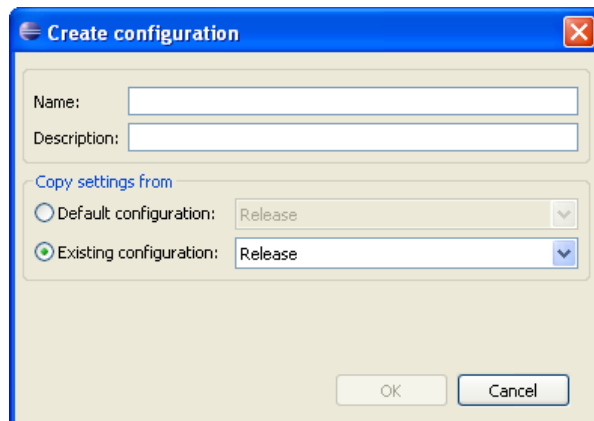 Create configuration
Name:
Description:
Copy settings from
Default configuration: Release
Existing configuration: Release
OK Cancel